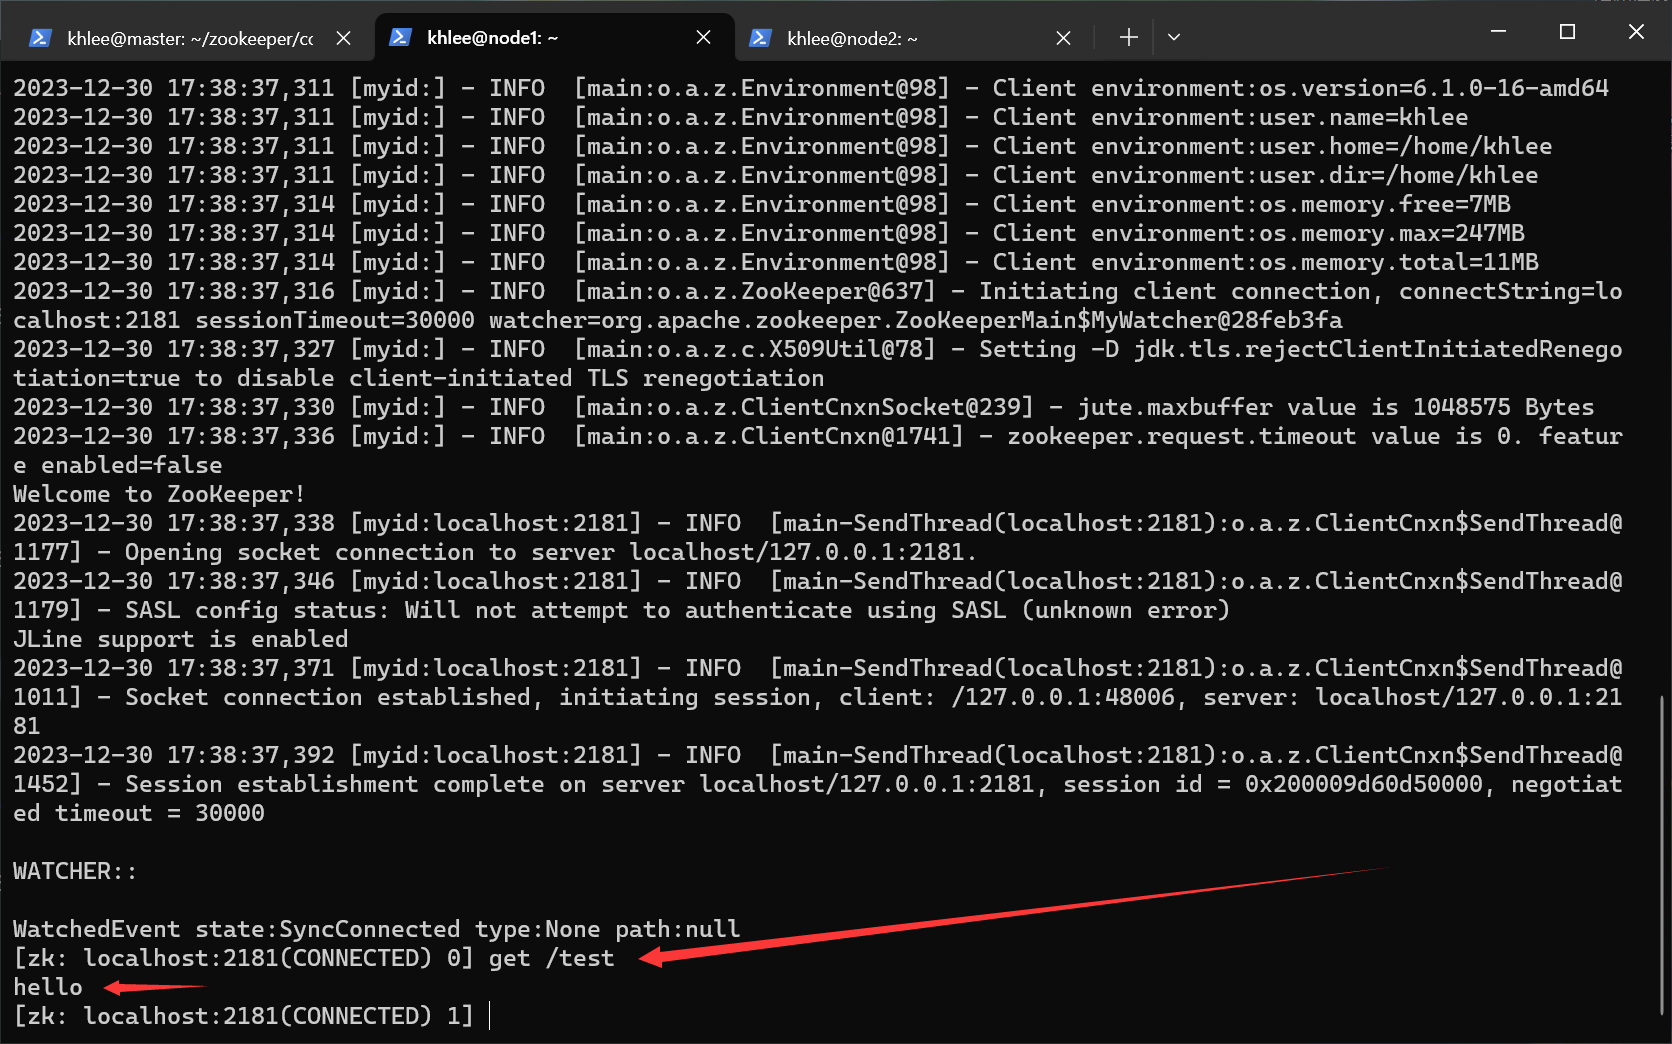 khlee@master: ~/zookeeper/cc
khlee@node1: ~
khlee@node2: ~
2023-12-30 17:38:37,311 [myid:] - INFO  [main:o.a.z.Environment@98] - Client environment:os.version=6.1.0-16-amd64
2023-12-30 17:38:37,311 [myid:] - INFO  [main:o.a.z.Environment@98] - Client environment:user.name=khlee
2023-12-30 17:38:37,311 [myid:] - INFO  [main:o.a.z.Environment@98] - Client environment:user.home=/home/khlee
2023-12-30 17:38:37,311 [myid:] - INFO  [main:o.a.z.Environment@98] - Client environment:user.dir=/home/khlee
2023-12-30 17:38:37,314 [myid:] - INFO  [main:o.a.z.Environment@98] - Client environment:os.memory.free=7MB
2023-12-30 17:38:37,314 [myid:] - INFO  [main:o.a.z.Environment@98] - Client environment:os.memory.max=247MB
2023-12-30 17:38:37,314 [myid:] - INFO  [main:o.a.z.Environment@98] - Client environment:os.memory.total=11MB
2023-12-30 17:38:37,316 [myid:] - INFO  [main:o.a.z.ZooKeeper@637] - Initiating client connection, connectString=lo
calhost:2181 sessionTimeout=30000 watcher=org.apache.zookeeper.ZooKeeperMain$MyWatcher@28feb3fa
2023-12-30 17:38:37,327 [myid:] - INFO  [main:o.a.z.c.X509Util@78] - Setting -D jdk.tls.rejectClientInitiatedRenego
tiation=true to disable client-initiated TLS renegotiation
2023-12-30 17:38:37,330 [myid:] - INFO  [main:o.a.z.ClientCnxnSocket@239] - jute.maxbuffer value is 1048575 Bytes
2023-12-30 17:38:37,336 [myid:] - INFO  [main:o.a.z.ClientCnxn@1741] - zookeeper.request.timeout value is 0. featur
e enabled=false
Welcome to ZooKeeper!
2023-12-30 17:38:37,338 [myid:localhost:2181] - INFO  [main-SendThread(localhost:2181):o.a.z.ClientCnxn$SendThread@
1177] - Opening socket connection to server localhost/127.0.0.1:2181.
2023-12-30 17:38:37,346 [myid:localhost:2181] - INFO  [main-SendThread(localhost:2181):o.a.z.ClientCnxn$SendThread@
1179] - SASL config status: Will not attempt to authenticate using SASL (unknown error)
JLine support is enabled
2023-12-30 17:38:37,371 [myid:localhost:2181] - INFO  [main-SendThread(localhost:2181):o.a.z.ClientCnxn$SendThread@
1011] - Socket connection established, initiating session, client: /127.0.0.1:48006, server: localhost/127.0.0.1:21
81
2023-12-30 17:38:37,392 [myid:localhost:2181] - INFO  [main-SendThread(localhost:2181):o.a.z.ClientCnxn$SendThread@
1452] - Session establishment complete on server localhost/127.0.0.1:2181, session id = 0x200009d60d50000, negotiat
ed timeout = 30000
WATCHER::
WatchedEvent state:SyncConnected type:None path:null
[zk: localhost:2181(CONNECTED) 0] get /test
hello
[zk: localhost:2181(CONNECTED) 1]